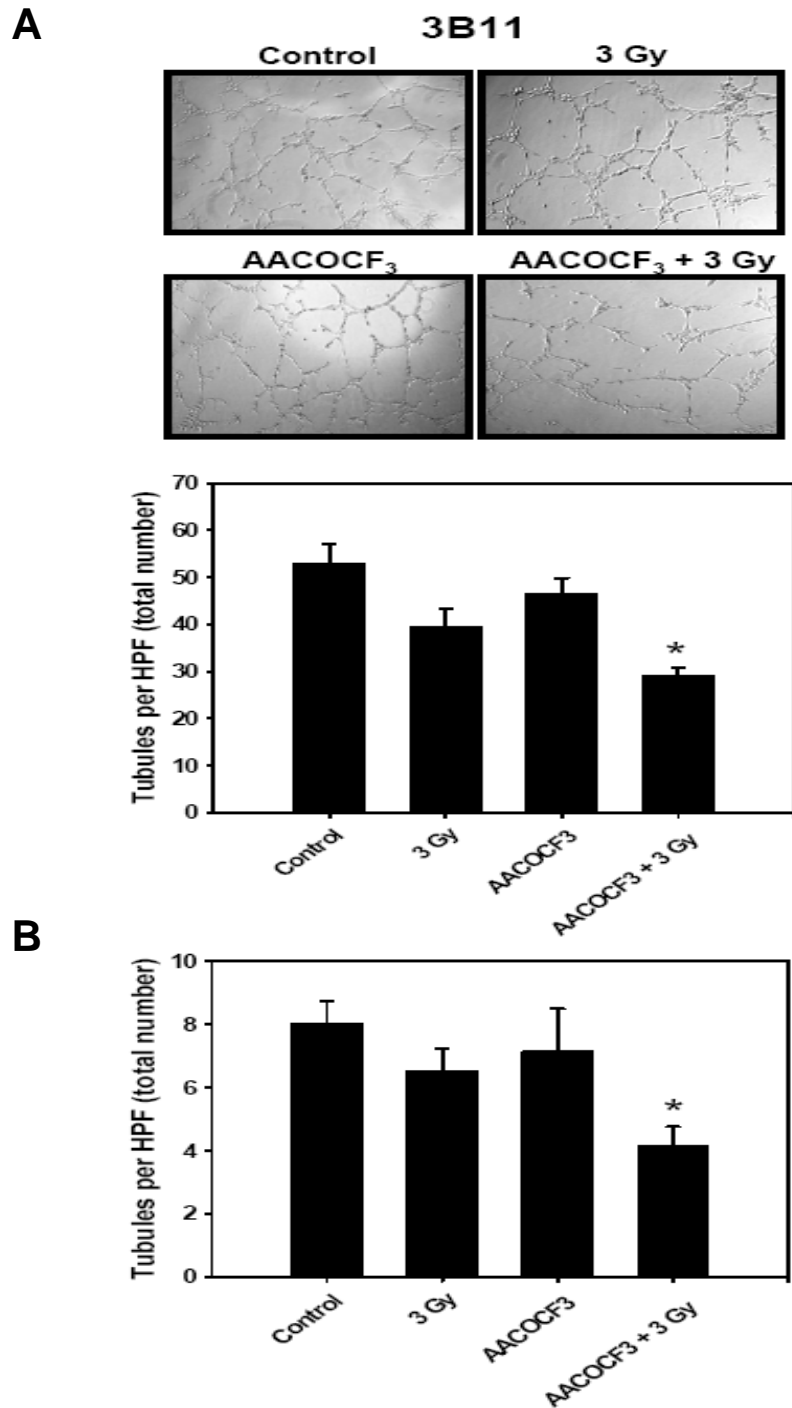 A
3B11
Control 3 Gy
AACOCF₃ AACOCF₃ + 3 Gy
Tubules per HPF (total number)
70
60
50
40
30
20
10
0
*
Control 3 Gy AACOCF3 AACOCF3 + 3 Gy
B
Tubules per HPF (total number)
10
8
6
4
2
0
*
Control 3 Gy AACOCF3 AACOCF3 + 3 Gy